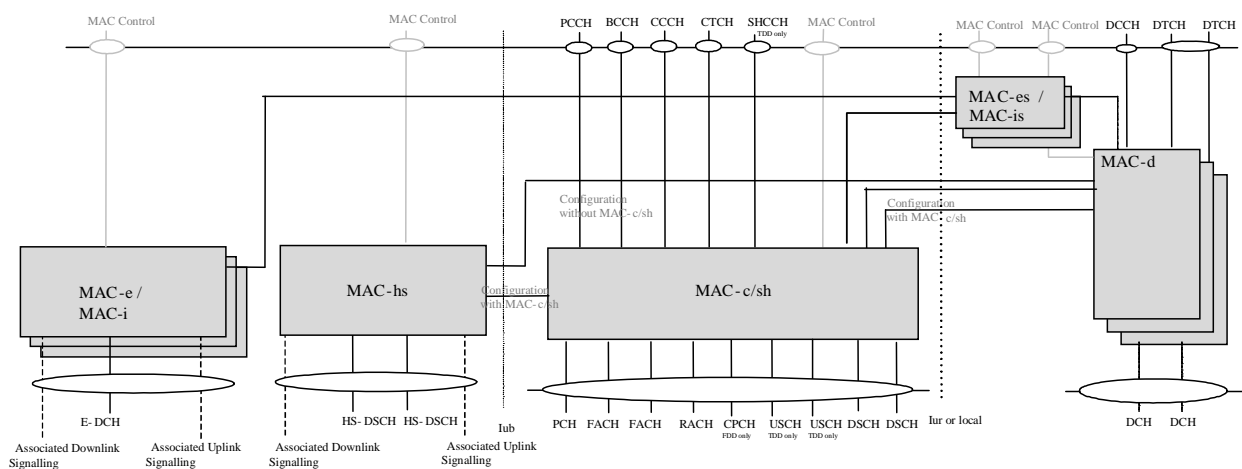 MAC Control
MAC Control
PCCH
BCCH
CCCH
CTCH
SHCCH
TDD only
MAC Control
MAC Control
MAC Control
DCCH
DTCH
DTCH
MAC-es /
MAC-is
MAC-d
Configuration
without MAC-c/sh
Configuration
with MAC-c/sh
MAC-e /
MAC-i
MAC-hs
Configuration
with MAC-c/sh
MAC-c/sh
E-DCH
HS-DSCH
HS-DSCH
Iub
PCH
FACH
FACH
RACH
CPCH
FDD only
USCH
TDD only
USCH
TDD only
DSCH
DSCH
Iur or local
DCH
DCH
Associated Downlink
Signalling
Associated Uplink
Signalling
Associated Downlink
Signalling
Associated Uplink
Signalling